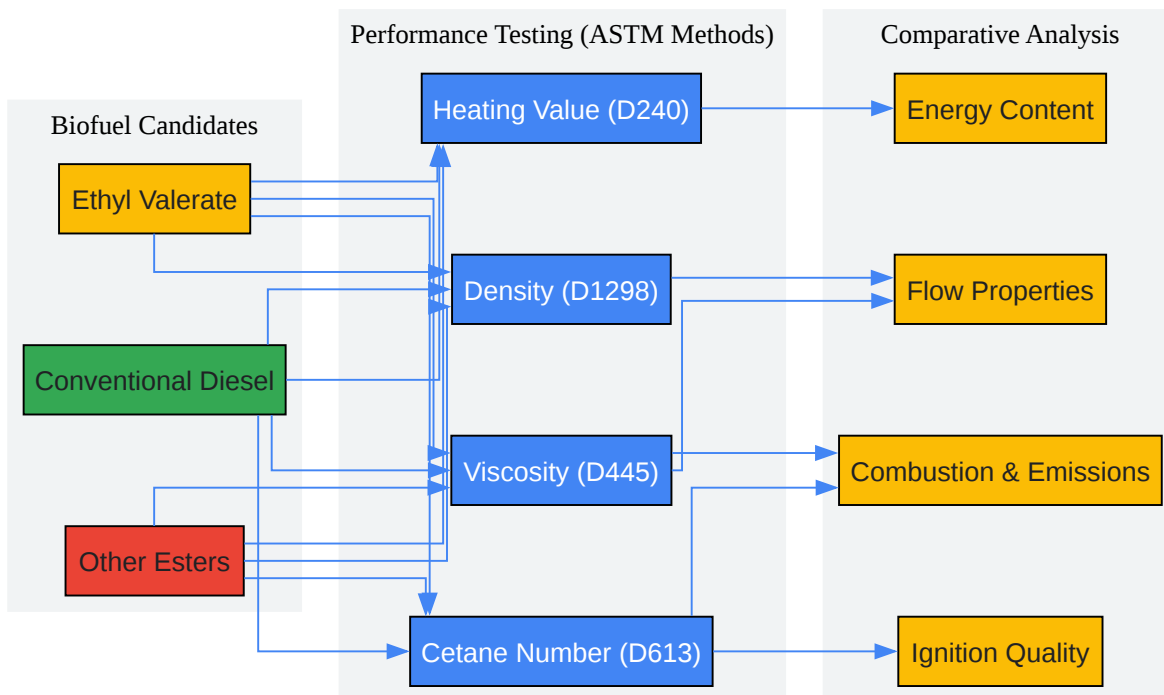 Biofuel Candidates
Ethyl Valerate
Conventional Diesel
Other Esters
Performance Testing (ASTM Methods)
Heating Value (D240)
Density (D1298)
Viscosity (D445)
Cetane Number (D613)
Comparative Analysis
Energy Content
Flow Properties
Combustion & Emissions
Ignition Quality